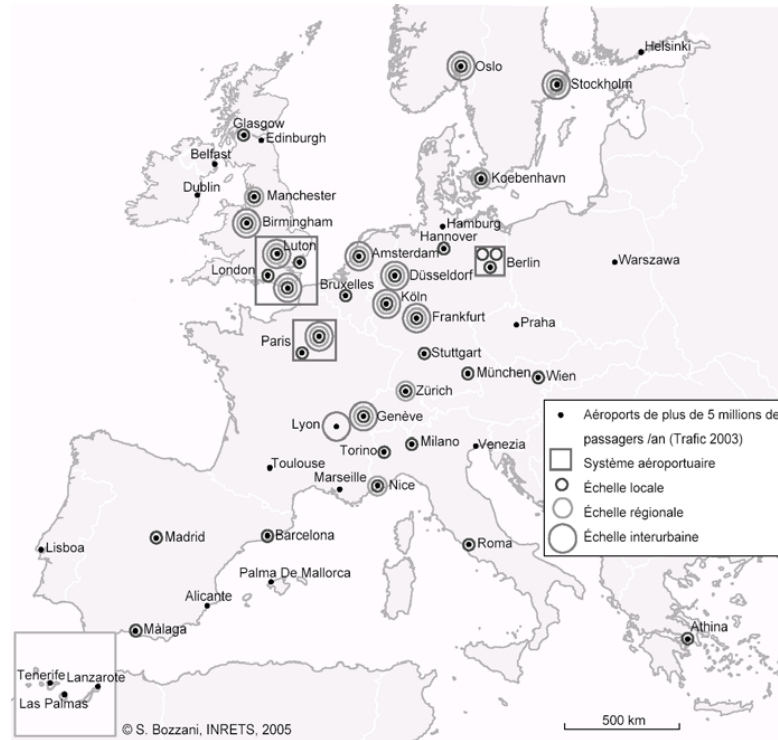 Helsinki
Oslo
Stockholm
Glasgow
Edinburgh
Belfast
Koebenhavn
Dublin
Manchester
Birmingham
Hamburg
Hannover
Luton
Amsterdam
Berlin
Warszawa
London
Düsseldorf
Bruxelles
Köln
Frankfurt
Praha
Paris
Stuttgart
München
Wien
Zürich
Genève
Lyon
Milano
Venezia
Torino
Toulouse
Marseille
Nice
Madrid
Barcelona
Roma
Lisboa
Palma De Mallorca
Alicante
Màlaga
Athina
Tenerife
Lanzarote
Las Palmas
Aéroports de plus de 5 millions de
passagers /an (Trafic 2003)
Système aéroportuaire
Échelle locale
Échelle régionale
Échelle interurbaine
© S. Bozzani, INRETS, 2005
500 km